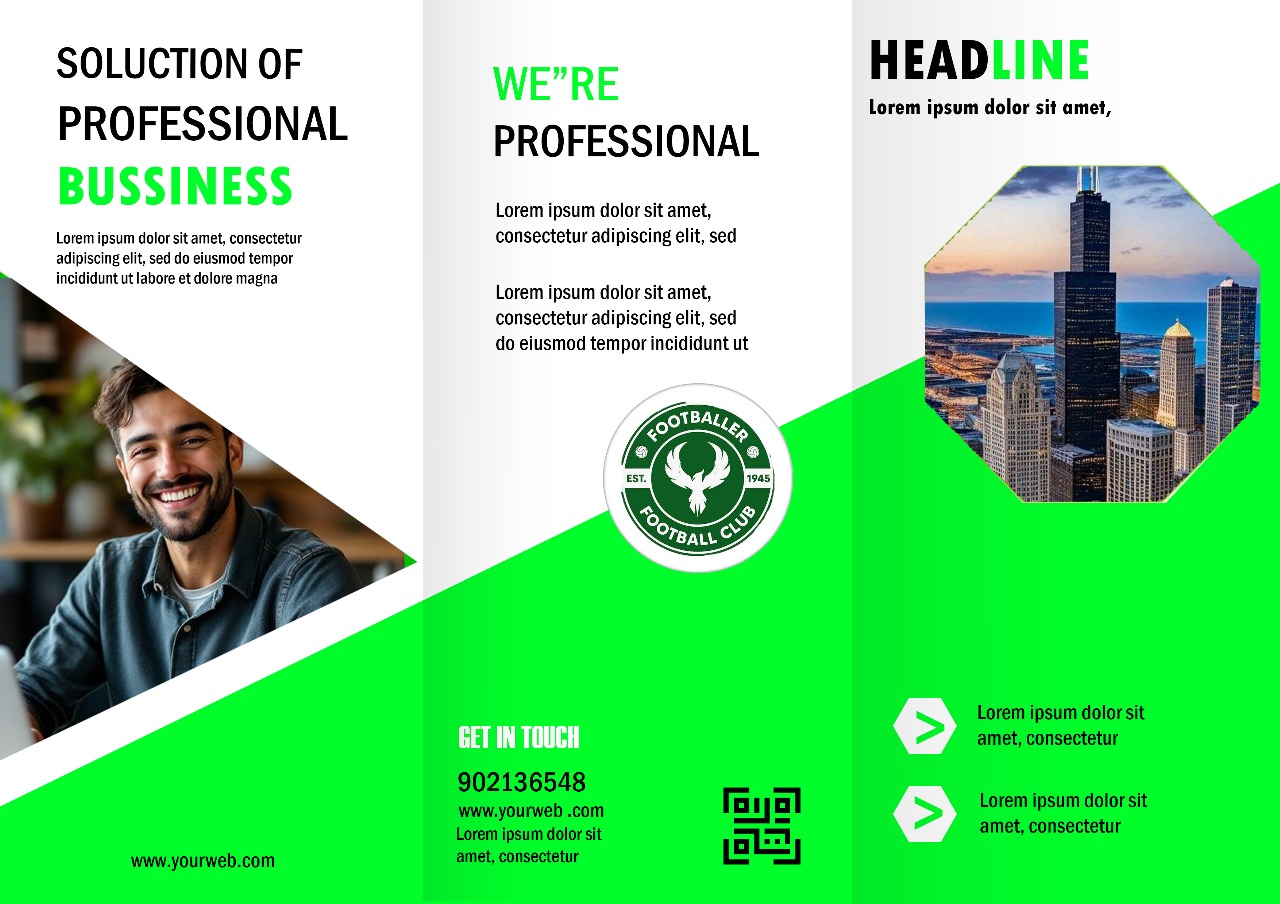 SOLUCTION OF
PROFESSIONAL
BUSSINESS
Lorem ipsum dolor sit amet, consectetur
adipiscing elit, sed do eiusmod tempor
incididunt ut labore et dolore magna
www.yourweb.com
WE”RE
PROFESSIONAL
Lorem ipsum dolor sit amet,
consectetur adipiscing elit, sed
Lorem ipsum dolor sit amet,
consectetur adipiscing elit, sed
do eiusmod tempor incididunt ut
FOOTBALLER
EST. 1945
FOOTBALL CLUB
GET IN TOUCH
902136548
www.yourweb .com
Lorem ipsum dolor sit
amet, consectetur
HEADLINE
Lorem ipsum dolor sit amet,
> Lorem ipsum dolor sit
amet, consectetur
> Lorem ipsum dolor sit
amet, consectetur